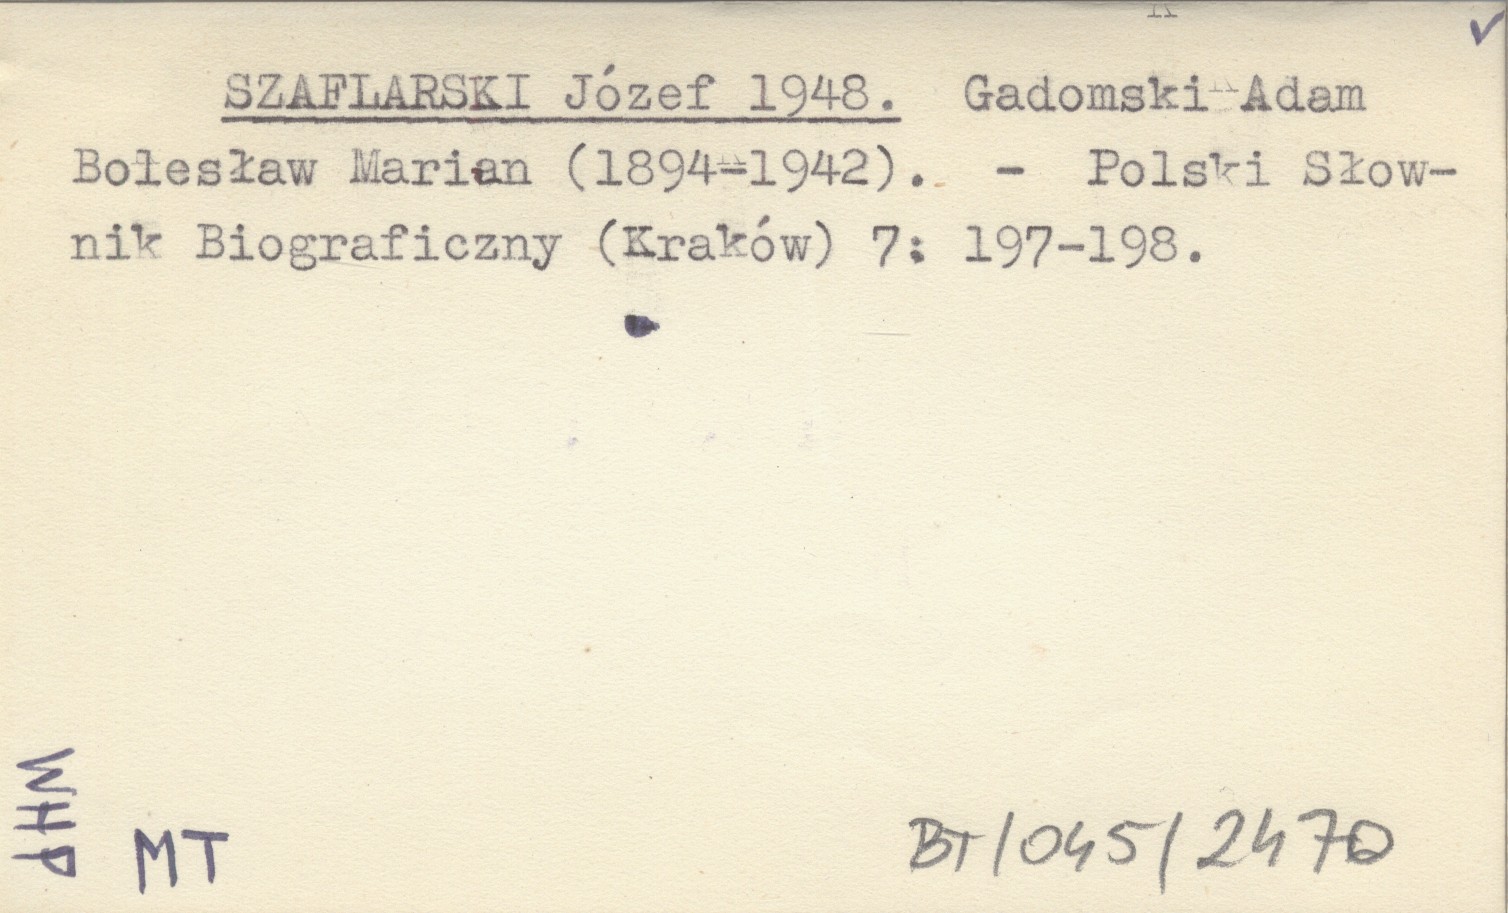 SZAFLARSKI Józef 1948. Gadomski Adam
Bolesław Marian (1894-1942). - Polski Słow-
nik Biograficzny (Kraków) 7: 197-198.
WHP
MT
BT/045/2470